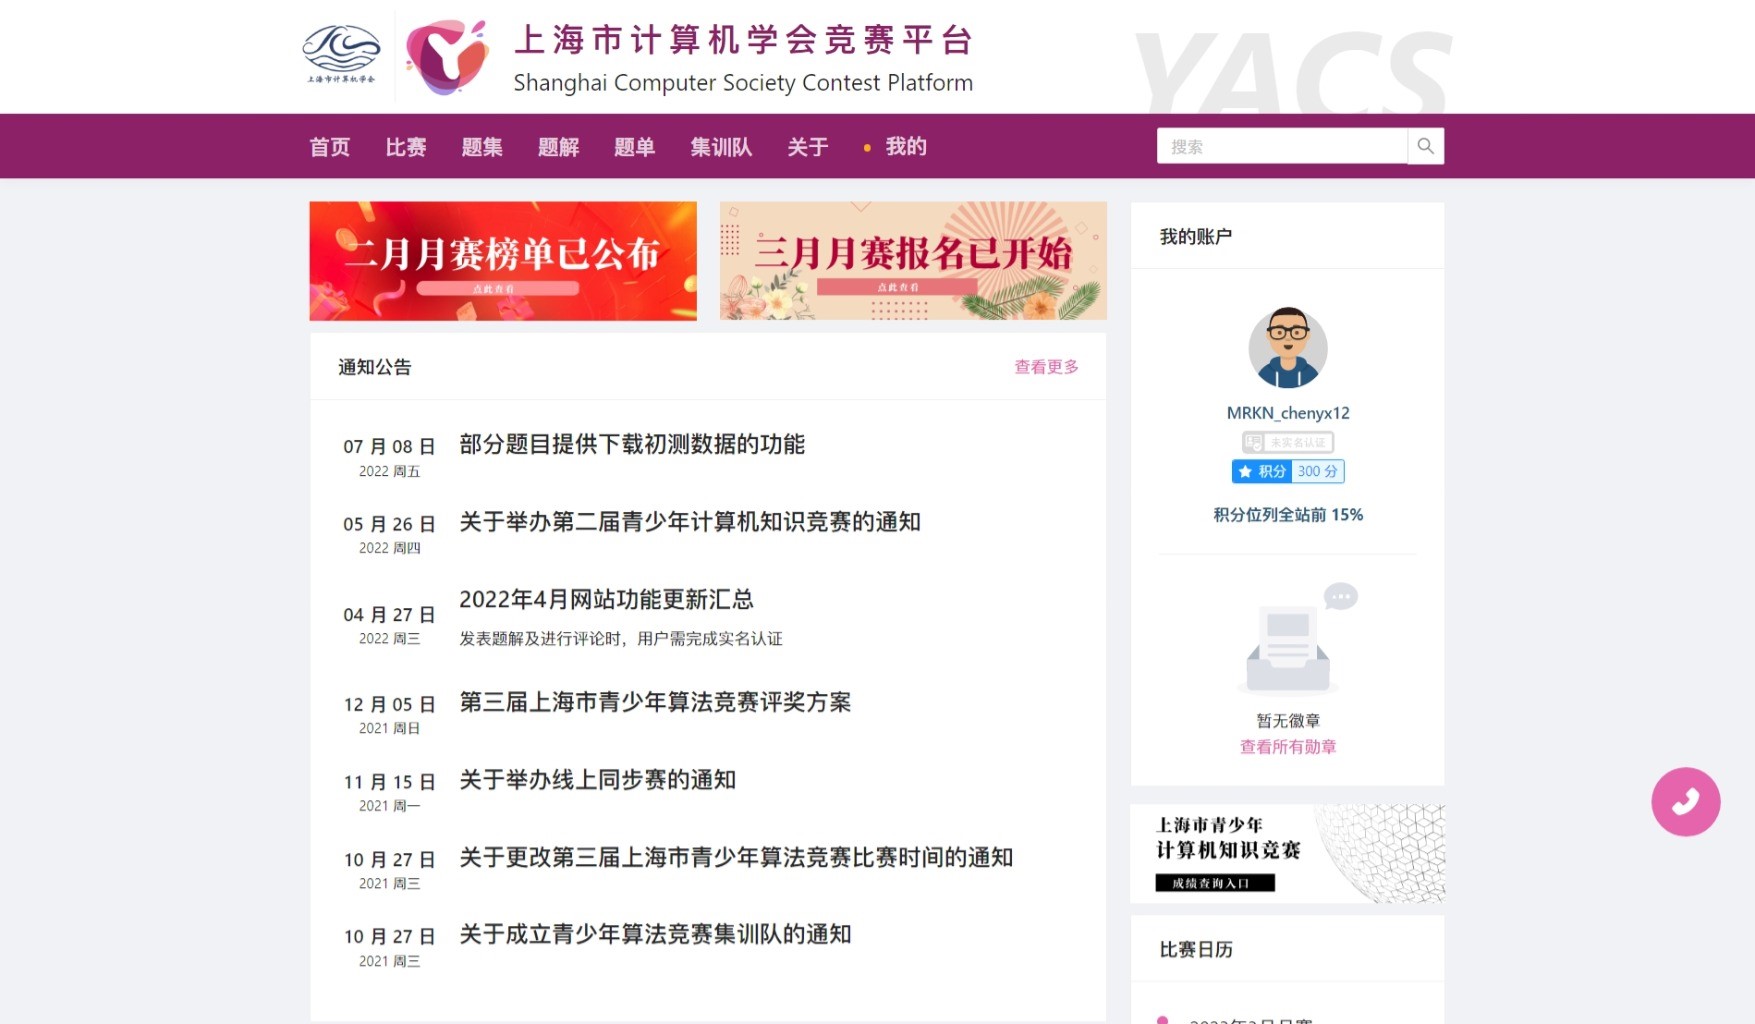 上海市计算机学会
上海市计算机学会竞赛平台
Shanghai Computer Society Contest Platform
YACS
首页 比赛 题集 题解 题单 集训队 关于 我的
搜索
二月月赛榜单已公布
点此查看
三月月赛报名已开始
点此查看
通知公告
查看更多
07 月 08 日
2022 周五
部分题目提供下载初测数据的功能
05 月 26 日
2022 周四
关于举办第二届青少年计算机知识竞赛的通知
04 月 27 日
2022 周三
2022年4月网站功能更新汇总
发表题解及进行评论时，用户需完成实名认证
12 月 05 日
2021 周日
第三届上海市青少年算法竞赛评奖方案
11 月 15 日
2021 周一
关于举办线上同步赛的通知
10 月 27 日
2021 周三
关于更改第三届上海市青少年算法竞赛比赛时间的通知
10 月 27 日
2021 周三
关于成立青少年算法竞赛集训队的通知
我的账户
MRKN_chenyx12
未实名认证
积分 300 分
积分位列全站前 15%
暂无徽章
查看所有勋章
上海市青少年
计算机知识竞赛
成绩查询入口
比赛日历